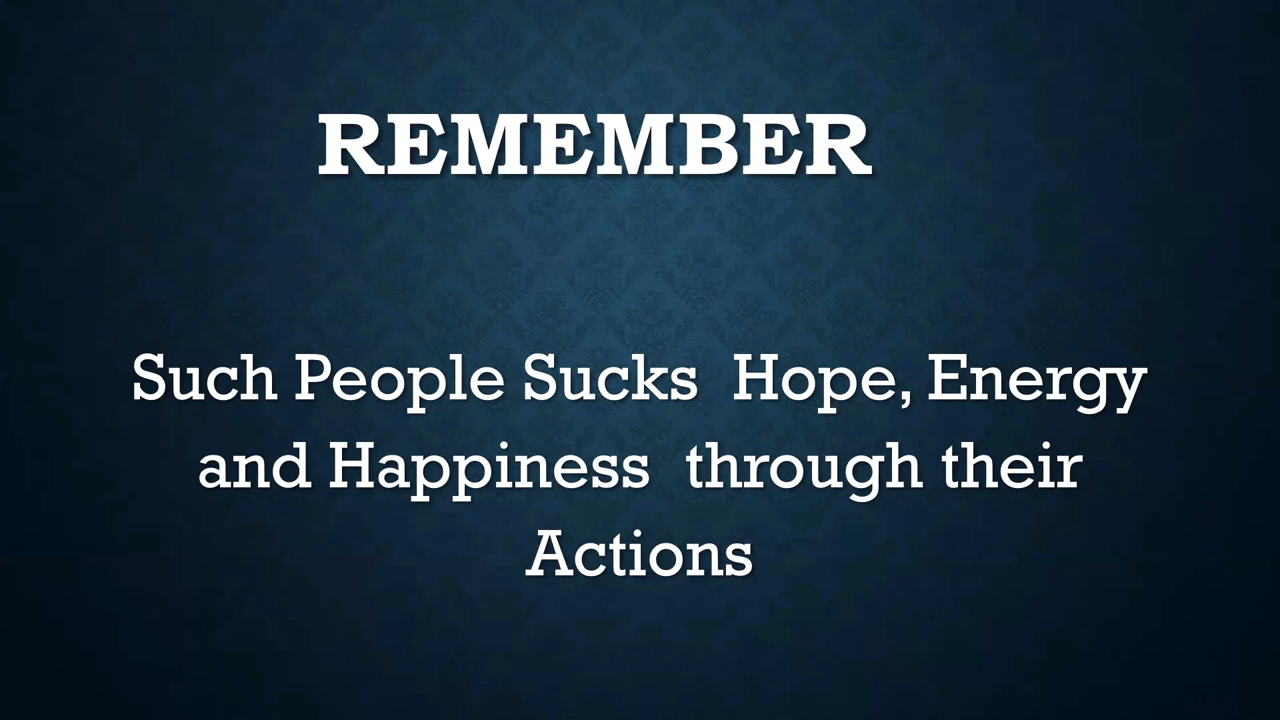 REMEMBER
Such People Sucks  Hope, Energy
and Happiness  through their
Actions